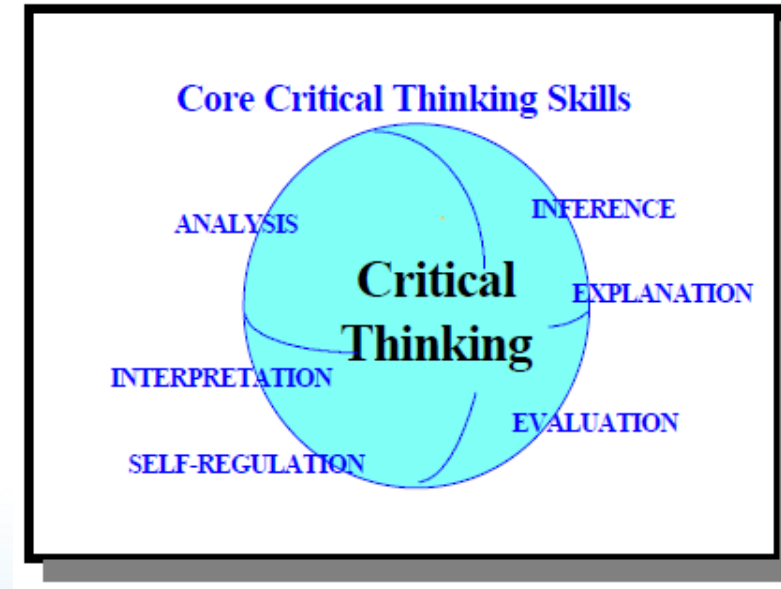 Core Critical Thinking Skills
ANALYSIS
INFERENCE
Critical
Thinking
EXPLANATION
INTERPRETATION
EVALUATION
SELF-REGULATION